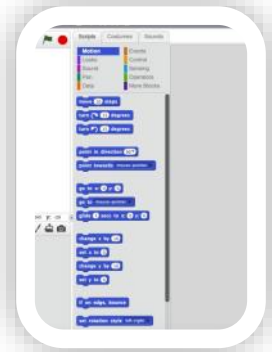 Scripts Costumes Sounds
Motion Events
Looks Control
Sound Sensing
Pen Operators
Data More Blocks
move 10 steps
turn 15 degrees
turn 15 degrees
point in direction 90
point towards mouse-pointer
go to x: 0 y: 0
go to mouse-pointer
glide 1 secs to x: 0 y: 0
change x by 10
set x to 0
change y by 10
set y to 0
if on edge, bounce
set rotation style left-right